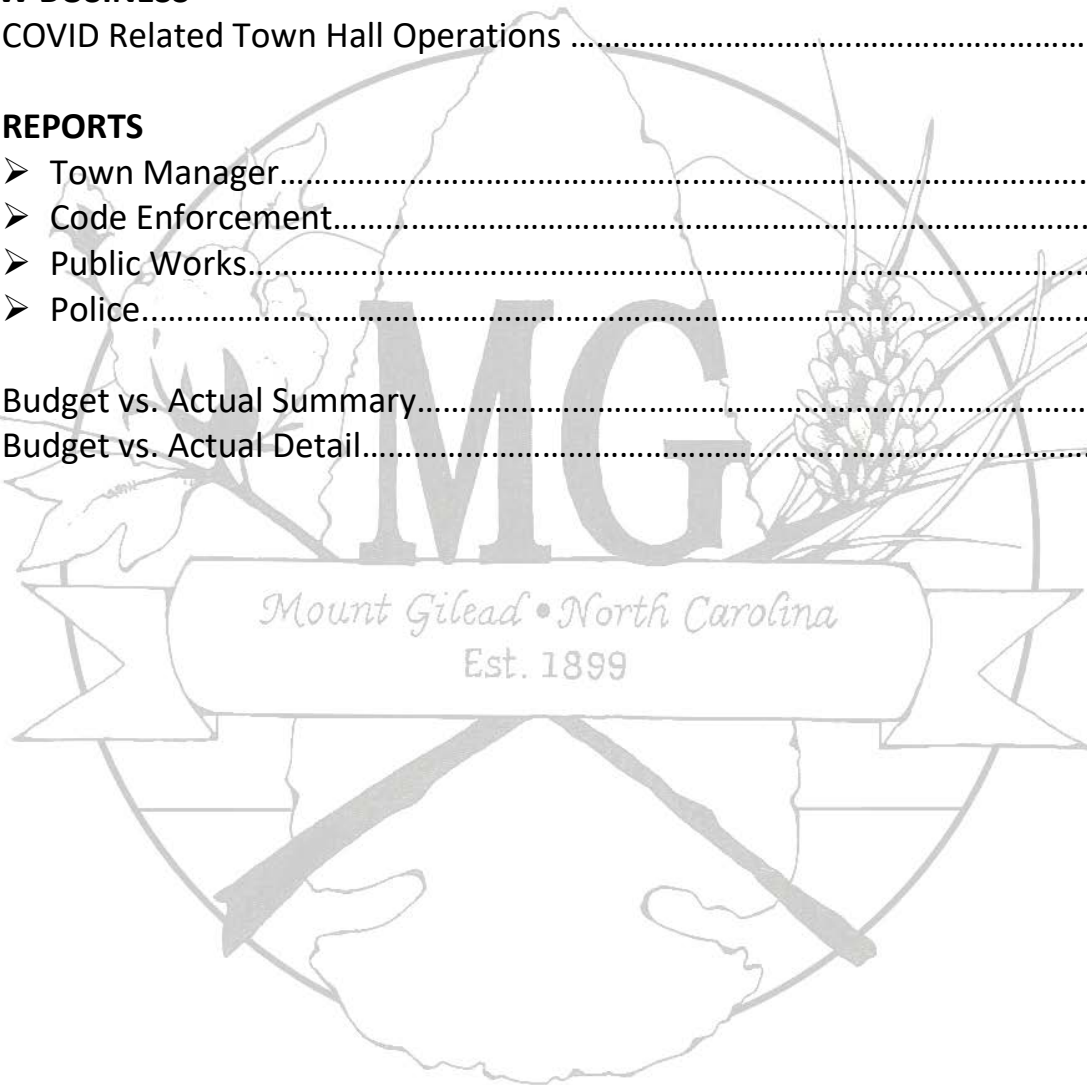 BUSINESS
COVID Related Town Hall Operations ……………………………………………………
REPORTS
➢ Town Manager……………………………………………………………………………………
➢ Code Enforcement………………………………………………………………………………
➢ Public Works………………………………………………………………………………………
➢ Police.…………………………………………………………………………………………………
Budget vs. Actual Summary…………………………………………………………………
Budget vs. Actual Detail………………………………………………………………………
MG
Mount Gilead • North Carolina
Est. 1899